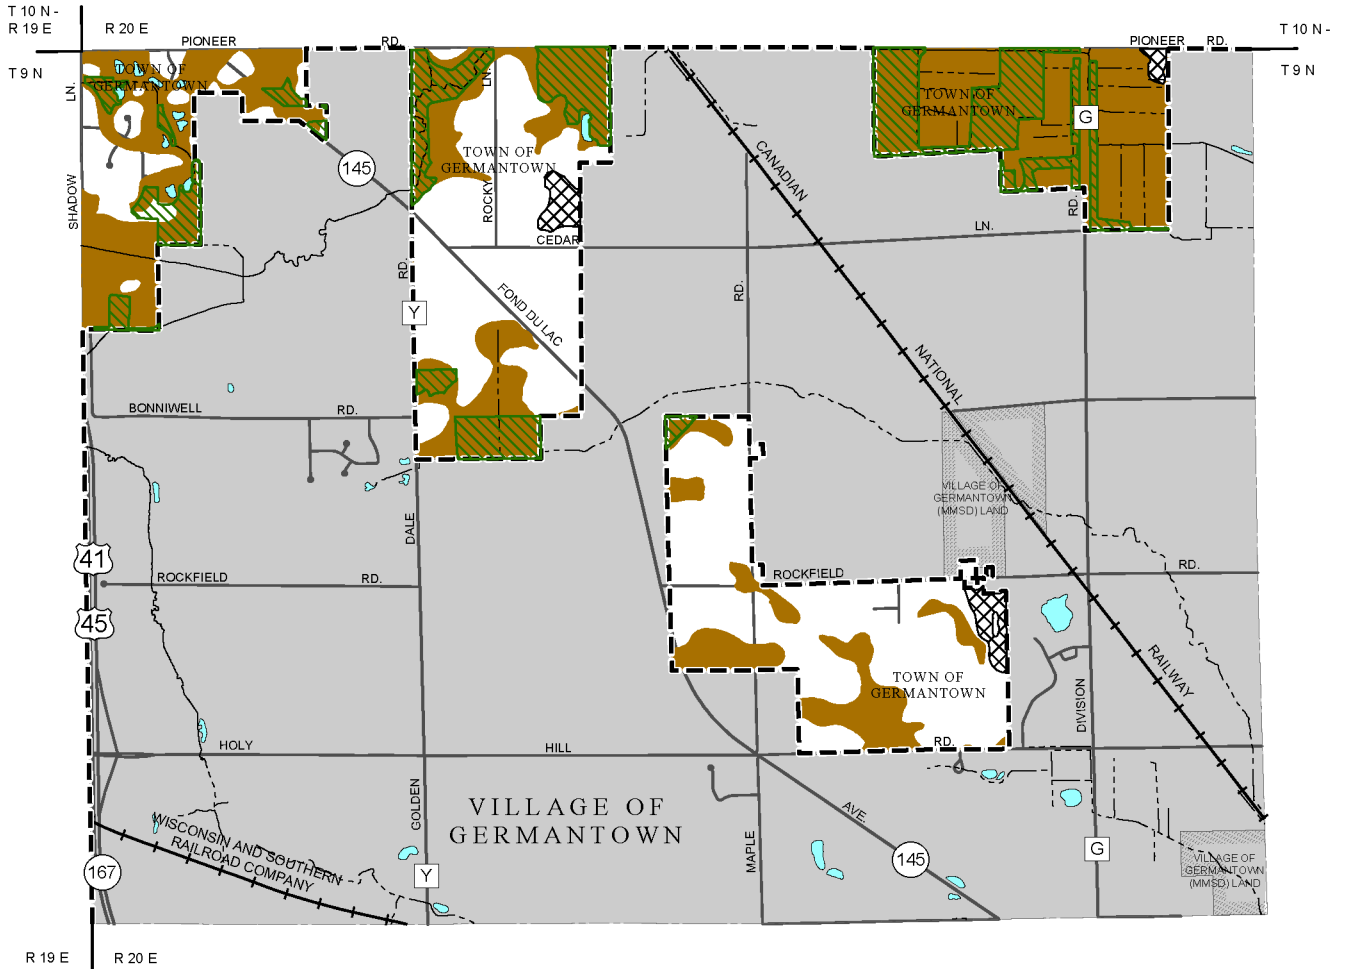 T 10 N -
R 19 E
R 20 E
T 9 N
PIONEER
RD.
PIONEER
RD.
T 10 N -
T 9 N
LN.
TOWN OF
GERMANTOWN
LN.
TOWN OF
GERMANTOWN
TOWN OF
GERMANTOWN
G
145
CANADIAN
SHADOW
ROCKY
RD.
LN.
CEDAR
RD.
RD.
Y
FOND DU LAC
NATIONAL
BONNIWELL
RD.
VILLAGE OF
GERMANTOWN
(MMSD) LAND
DALE
41
ROCKFIELD
RD.
ROCKFIELD
RD.
45
RAILWAY
TOWN OF
GERMANTOWN
DIVISION
HOLY
HILL
RD.
GOLDEN
VILLAGE OF
GERMANTOWN
AVE.
WISCONSIN AND SOUTHERN
RAILROAD COMPANY
MAPLE
145
G
167
Y
VILLAGE OF
GERMANTOWN
(MMSD) LAND
R 19 E
R 20 E